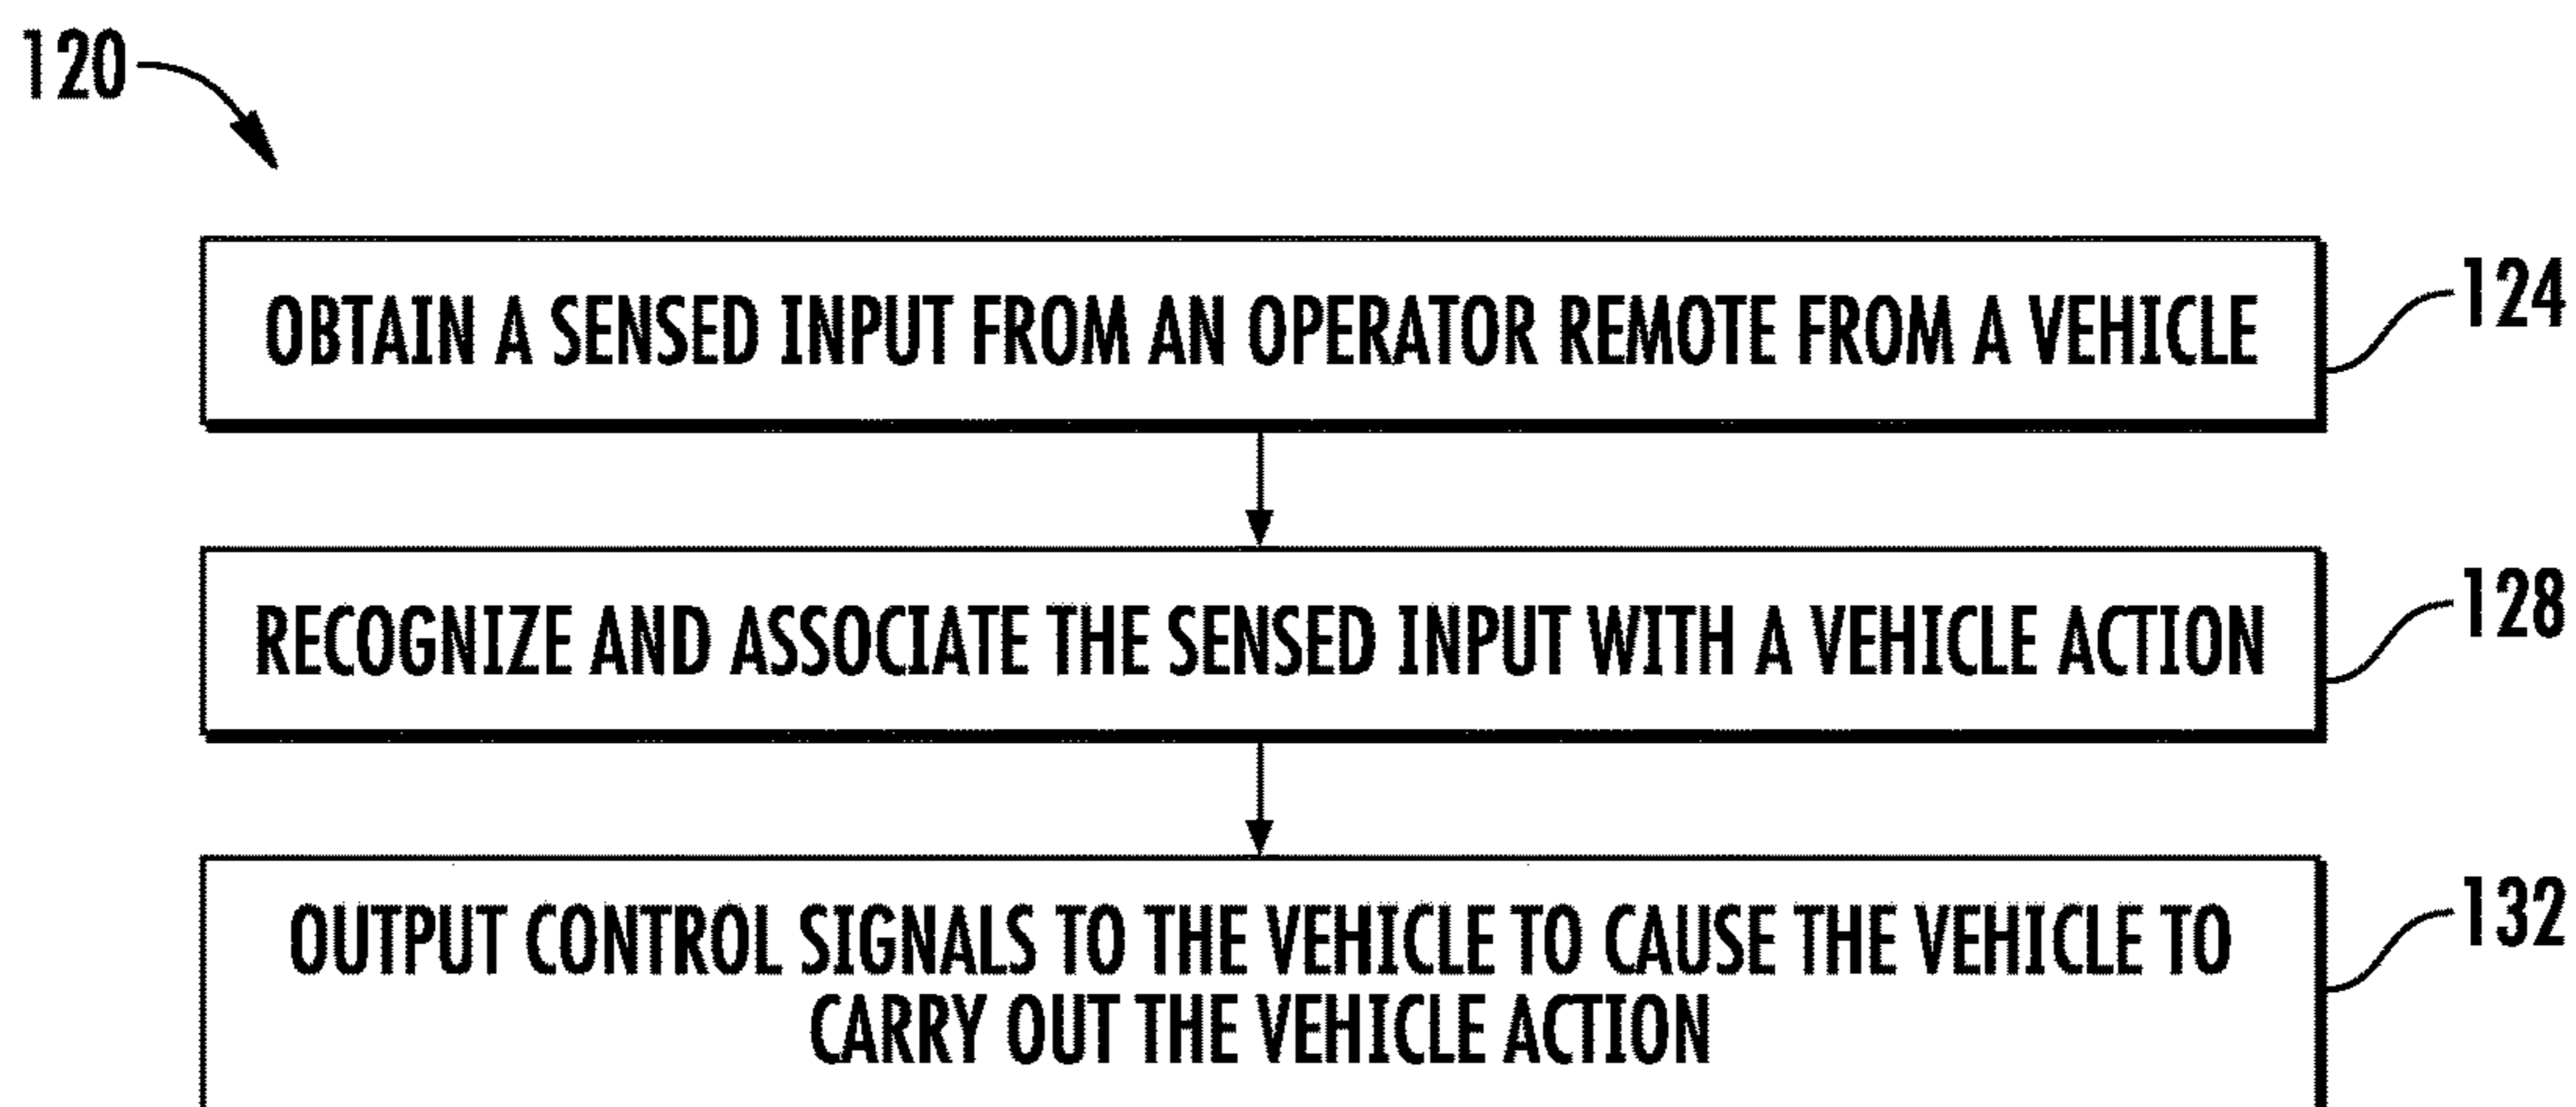 120
OBTAIN A SENSED INPUT FROM AN OPERATOR REMOTE FROM A VEHICLE
124
RECOGNIZE AND ASSOCIATE THE SENSED INPUT WITH A VEHICLE ACTION
128
OUTPUT CONTROL SIGNALS TO THE VEHICLE TO CAUSE THE VEHICLE TO
CARRY OUT THE VEHICLE ACTION
132